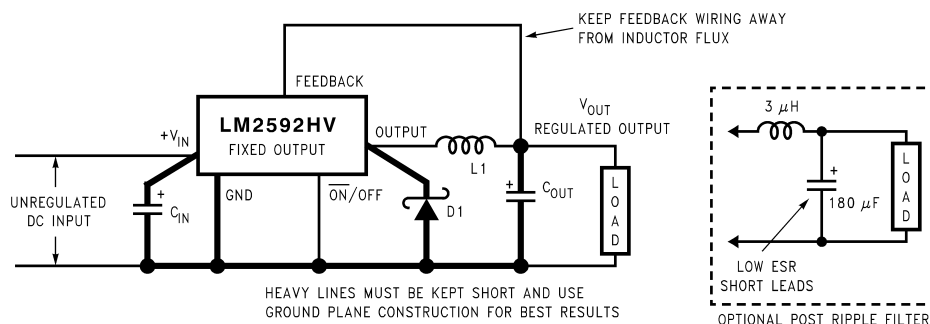 KEEP FEEDBACK WIRING AWAY
FROM INDUCTOR FLUX
FEEDBACK
LM2592HV
FIXED OUTPUT
+VIN
OUTPUT
L1
VOUT
REGULATED OUTPUT
UNREGULATED
DC INPUT
+
CIN
GND
ON/OFF
D1
+
COUT
LOAD
HEAVY LINES MUST BE KEPT SHORT AND USE
GROUND PLANE CONSTRUCTION FOR BEST RESULTS
3 μH
+
180 μF
LOAD
LOW ESR
SHORT LEADS
OPTIONAL POST RIPPLE FILTER